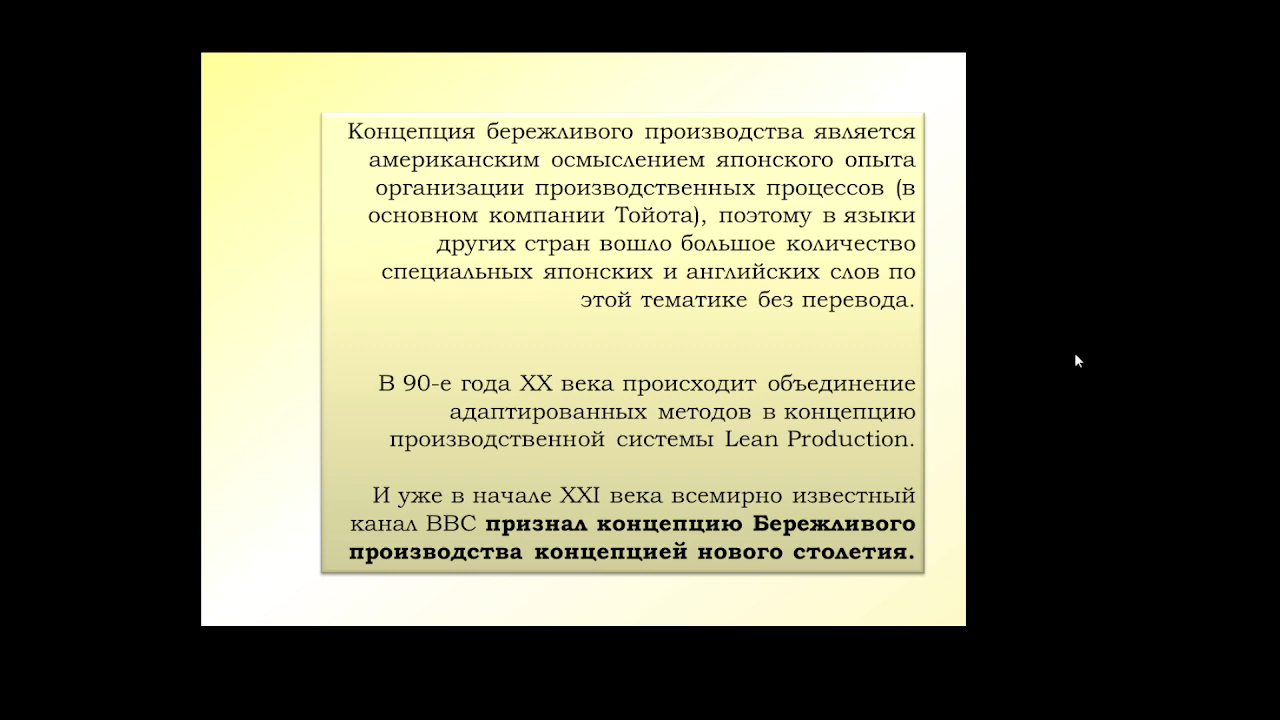 Концепция бережливого производства является
американским осмыслением японского опыта
организации производственных процессов (в
основном компании Тойота), поэтому в языки
других стран вошло большое количество
специальных японских и английских слов по
этой тематике без перевода.
В 90-е года XX века происходит объединение
адаптированных методов в концепцию
производственной системы Lean Production.
И уже в начале XXI века всемирно известный
канал BBC признал концепцию Бережливого
производства концепцией нового столетия.